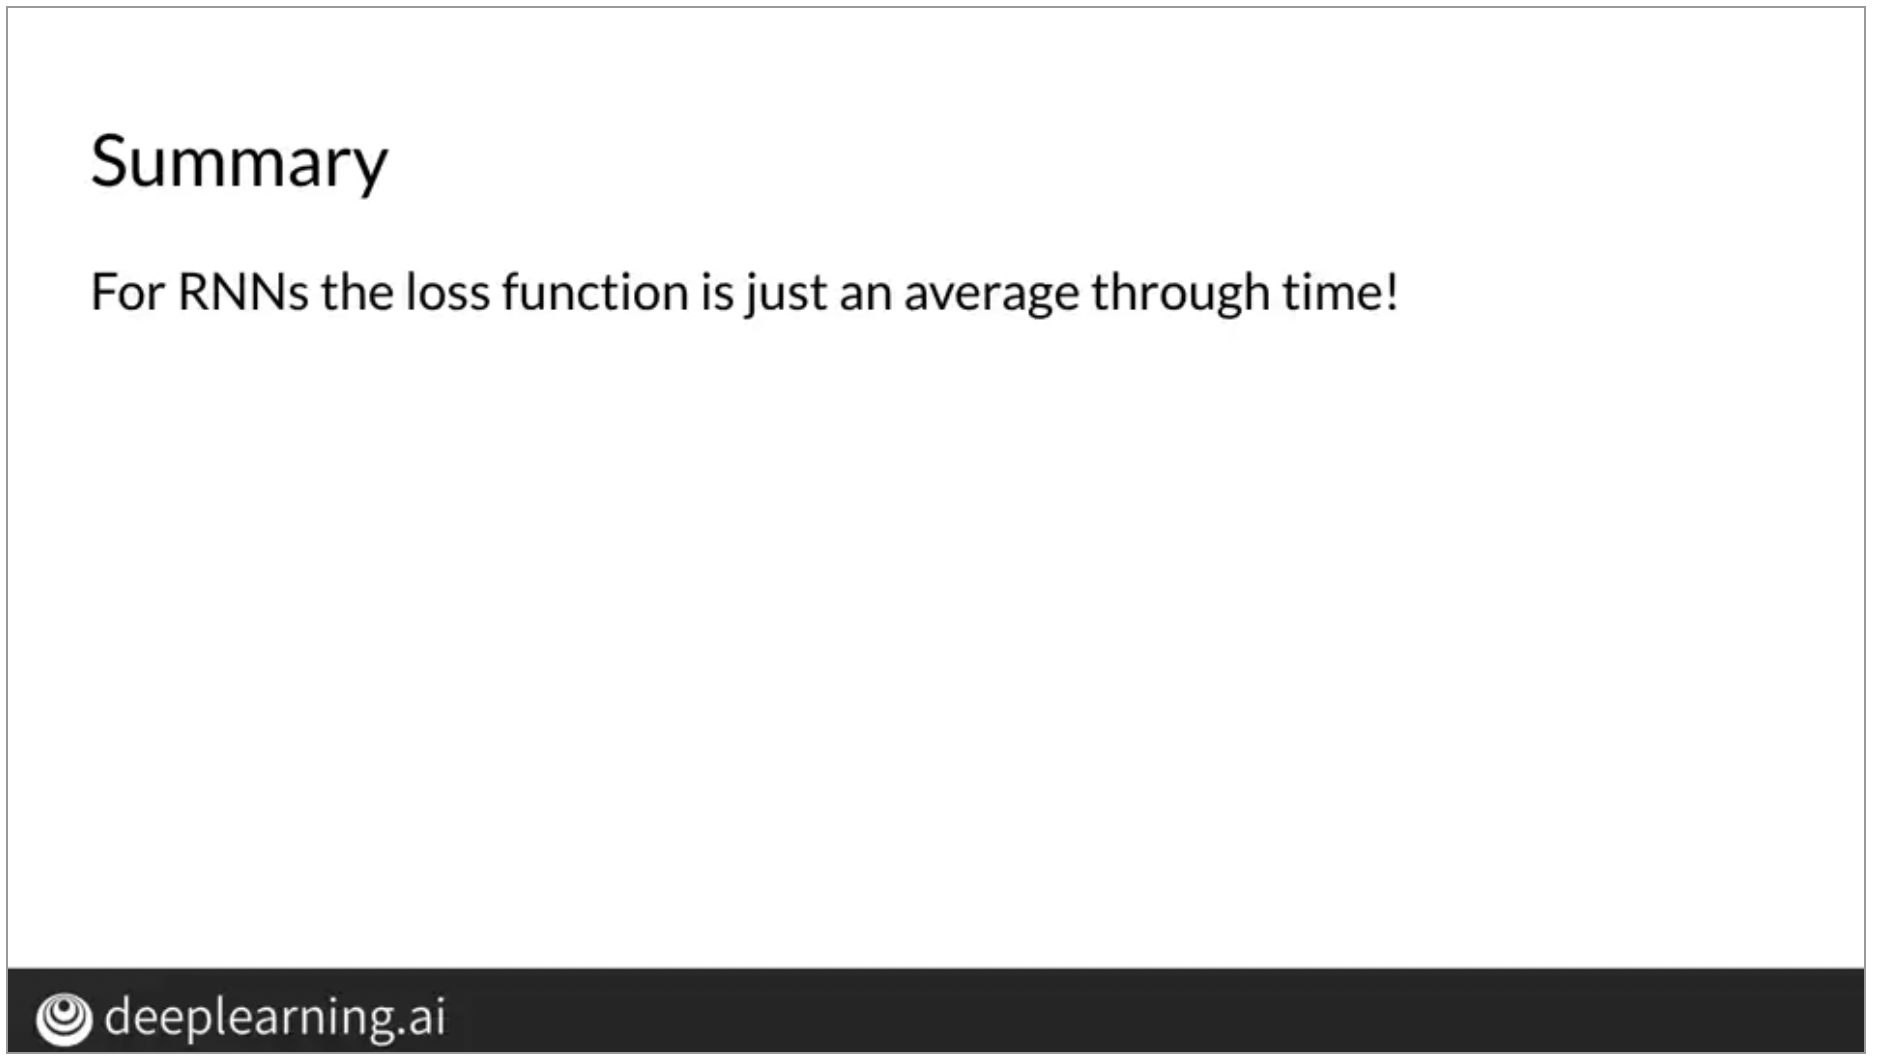 Summary
For RNNs the loss function is just an average through time!
deeplearning.ai